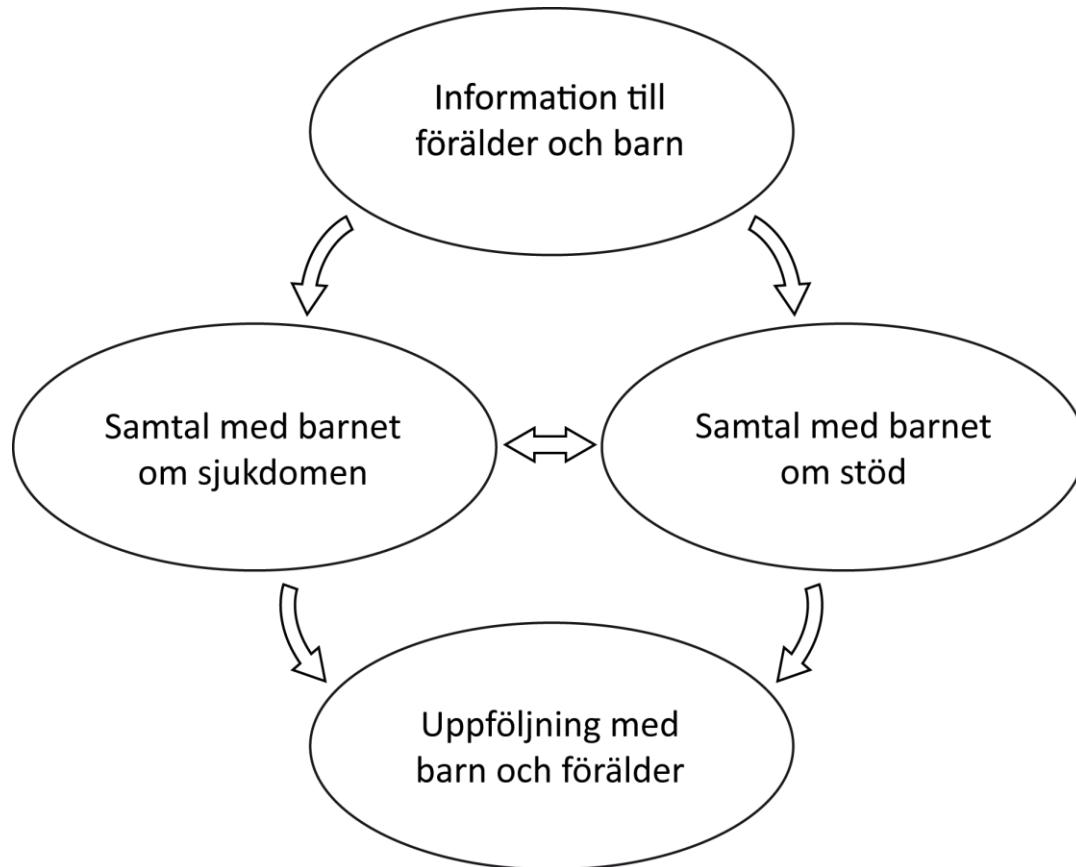 Information till
förälder och barn
Samtal med barnet
om sjukdomen
Samtal med barnet
om stöd
Uppföljning med
barn och förälder